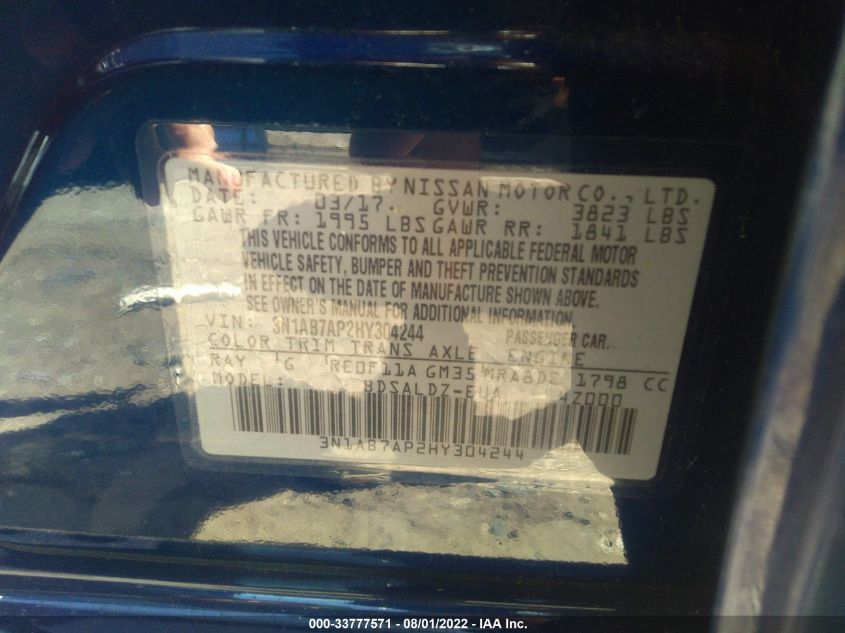 MANUFACTURED BY NISSAN MOTOR CO., LTD.
DATE: 03/17 GVWR: 3823 LBS
GAWR FR: 1995 LBS GAWR RR: 1841 LBS
THIS VEHICLE CONFORMS TO ALL APPLICABLE FEDERAL MOTOR
VEHICLE SAFETY, BUMPER AND THEFT PREVENTION STANDARDS
IN EFFECT ON THE DATE OF MANUFACTURE SHOWN ABOVE.
SEE OWNER'S MANUAL FOR ADDITIONAL INFORMATION.
VIN: 3N1AB7AP2HY304244 PASSENGER CAR.
COLOR TRIM TRANS AXLE ENGINE
RAY G RE0F11A GM35 MRA8DE 1798 CC
MODEL: BDSALDZ-EUA 4Z000
3N1AB7AP2HY304244
000-33777571 - 08/01/2022 - IAA Inc.